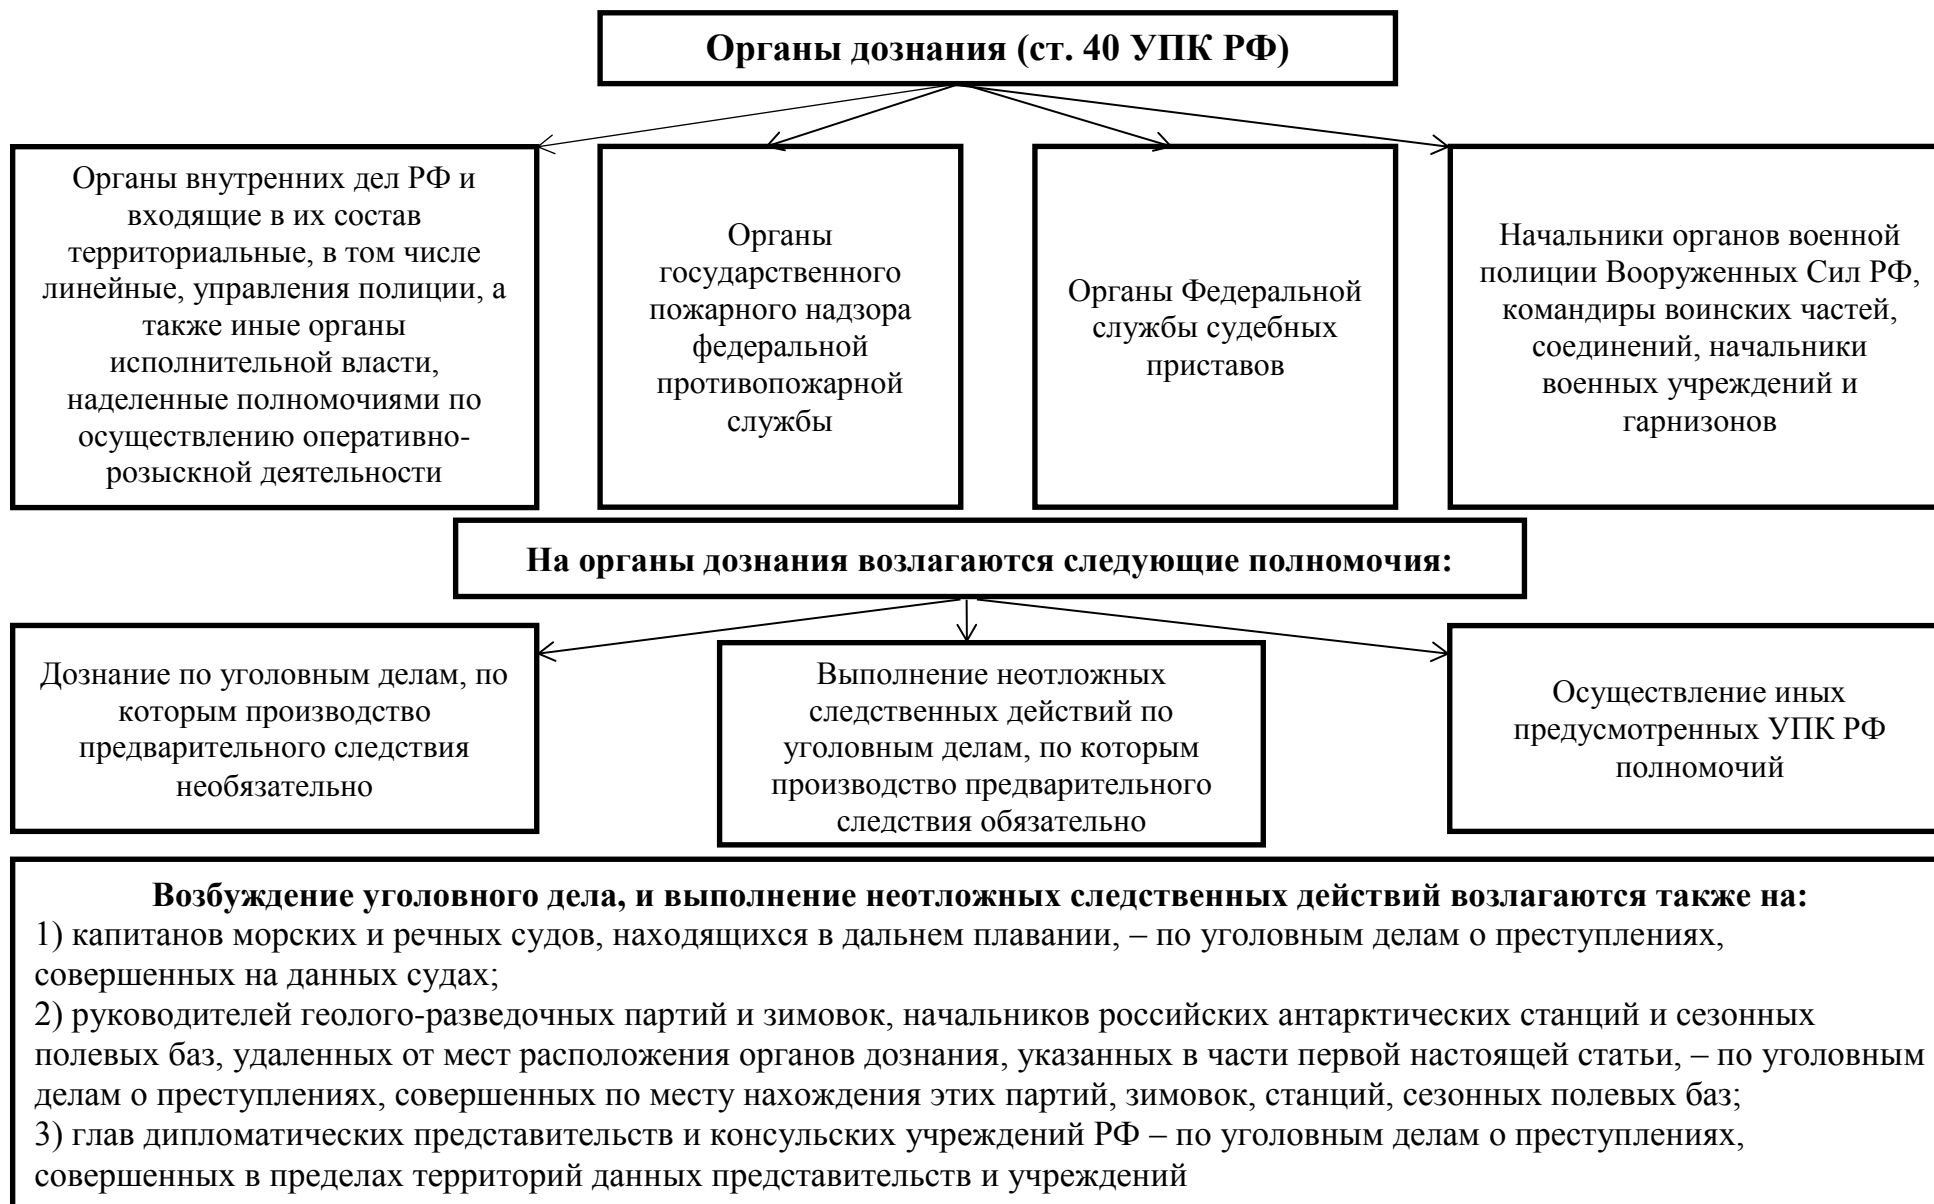 Органы дознания (ст. 40 УПК РФ)
Органы внутренних дел РФ и
входящие в их состав
территориальные, в том числе
линейные, управления полиции, а
также иные органы
исполнительной власти,
наделенные полномочиями по
осуществлению оперативно-
розыскной деятельности
Органы
государственного
пожарного надзора
федеральной
противопожарной
службы
Органы Федеральной
службы судебных
приставов
Начальники органов военной
полиции Вооруженных Сил РФ,
командиры воинских частей,
соединений, начальники
военных учреждений и
гарнизонов
На органы дознания возлагаются следующие полномочия:
Дознание по уголовным делам, по
которым производство
предварительного следствия
необязательно
Выполнение неотложных
следственных действий по
уголовным делам, по которым
производство предварительного
следствия обязательно
Осуществление иных
предусмотренных УПК РФ
полномочий
Возбуждение уголовного дела, и выполнение неотложных следственных действий возлагаются также на:
1) капитанов морских и речных судов, находящихся в дальнем плавании, – по уголовным делам о преступлениях,
совершенных на данных судах;
2) руководителей геолого-разведочных партий и зимовок, начальников российских антарктических станций и сезонных
полевых баз, удаленных от мест расположения органов дознания, указанных в части первой настоящей статьи, – по уголовным
делам о преступлениях, совершенных по месту нахождения этих партий, зимовок, станций, сезонных полевых баз;
3) глав дипломатических представительств и консульских учреждений РФ – по уголовным делам о преступлениях,
совершенных в пределах территорий данных представительств и учреждений